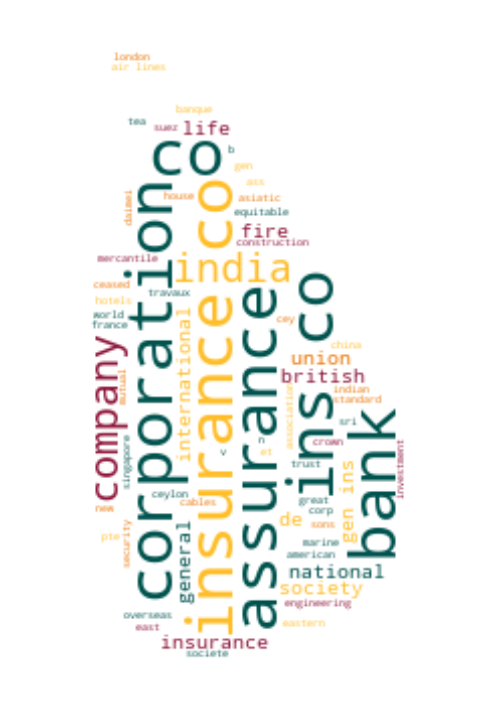 london
air lines
banque
tea
suez
life
b
co
gen
ass
house
asiatic
daimei
equitable
fire
construction
insurance co
corporation
mercantile
india
ceased
travaux
hotels
world
france
international
assurance
ins co
cey
china
union
company
mutual
british
indian
standard
association
sri
crown
bank
singapore
n
v
et
trust
investment
gen ins
ceylon
cables
great
corp
new
de
sons
general
security
pte
marine
american
national
society
engineering
overseas
east
eastern
insurance
societe